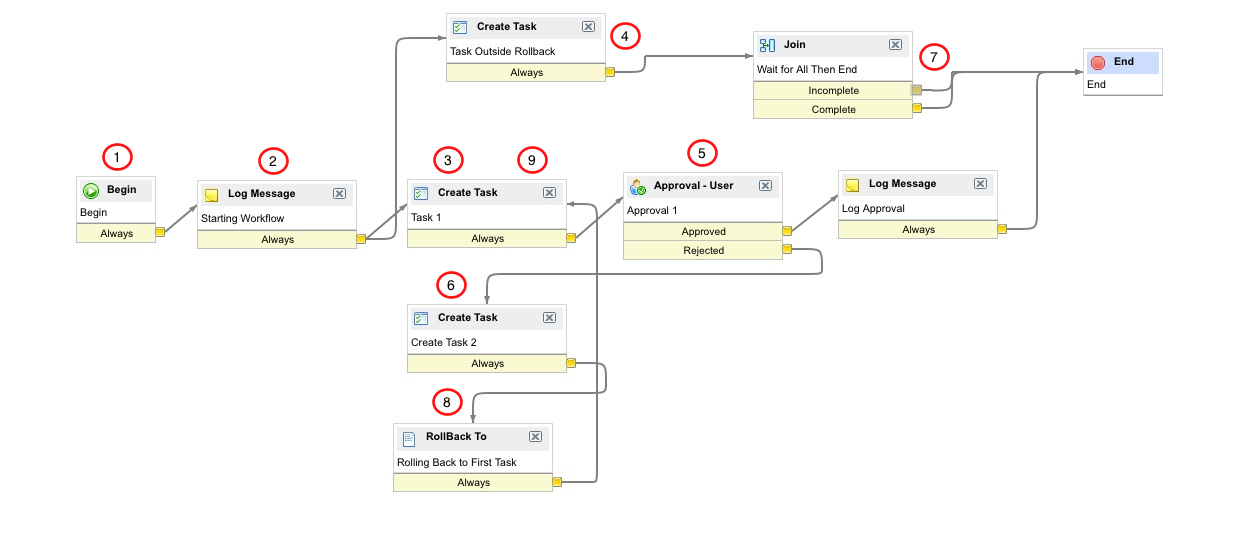 Create Task
Task Outside Rollback
Always
4
Join
Wait for All Then End
Incomplete
Complete
7
End
End
1
Begin
Begin
Always
2
Log Message
Starting Workflow
Always
3
9
Create Task
Task 1
Always
5
Approval - User
Approval 1
Approved
Rejected
Log Message
Log Approval
Always
6
Create Task
Create Task 2
Always
8
RollBack To
Rolling Back to First Task
Always